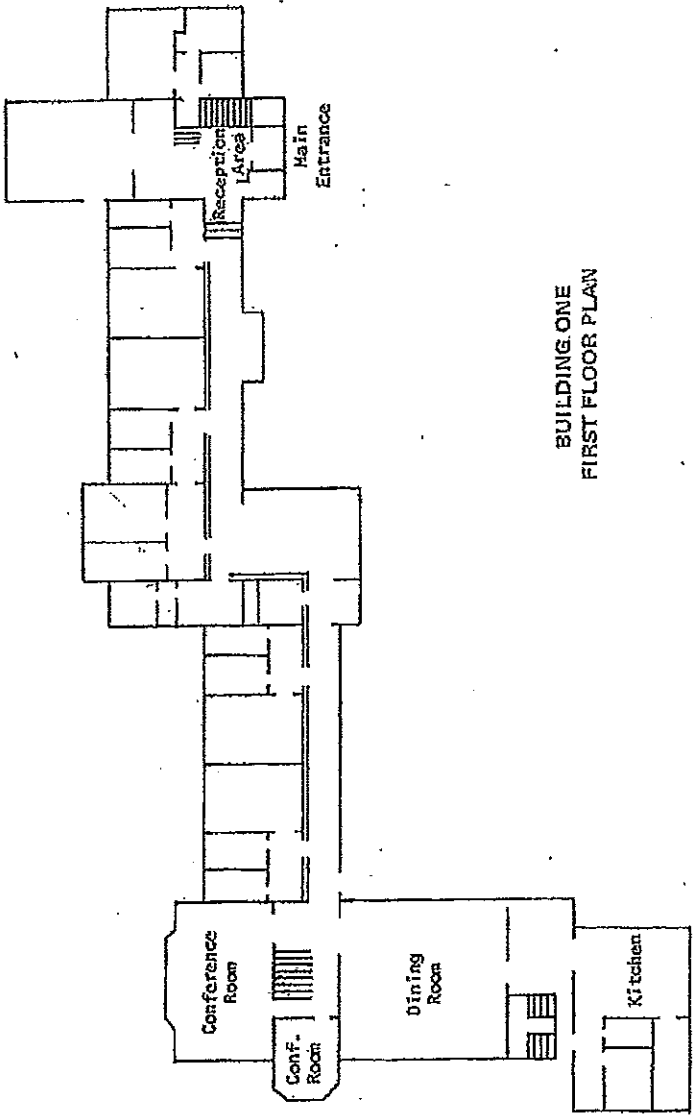 Conference
Room
Conf.
Room
Dining
Room
Kitchen
Reception
Area
Main
Entrance
BUILDING ONE
FIRST FLOOR PLAN